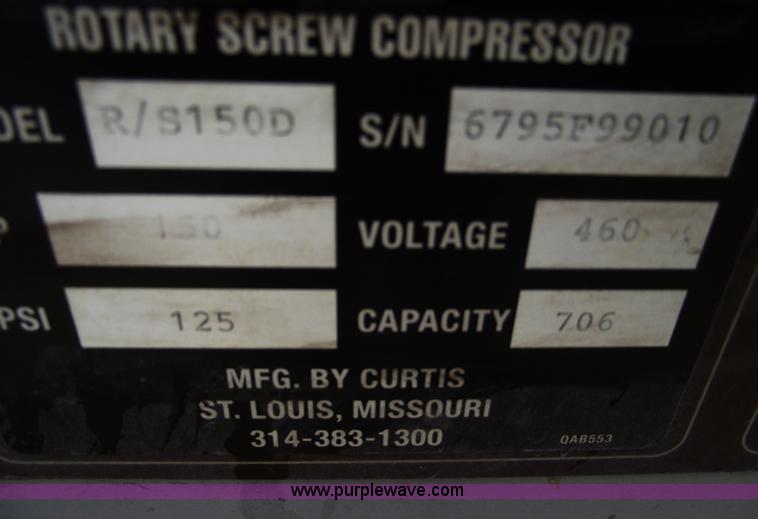 ROTARY SCREW COMPRESSOR
DEL R/S150D S/N 6795F99010
P 150 VOLTAGE 460
PSI 125 CAPACITY 706
MFG. BY CURTIS
ST. LOUIS, MISSOURI
314-383-1300
QAB553
www.purplewave.com